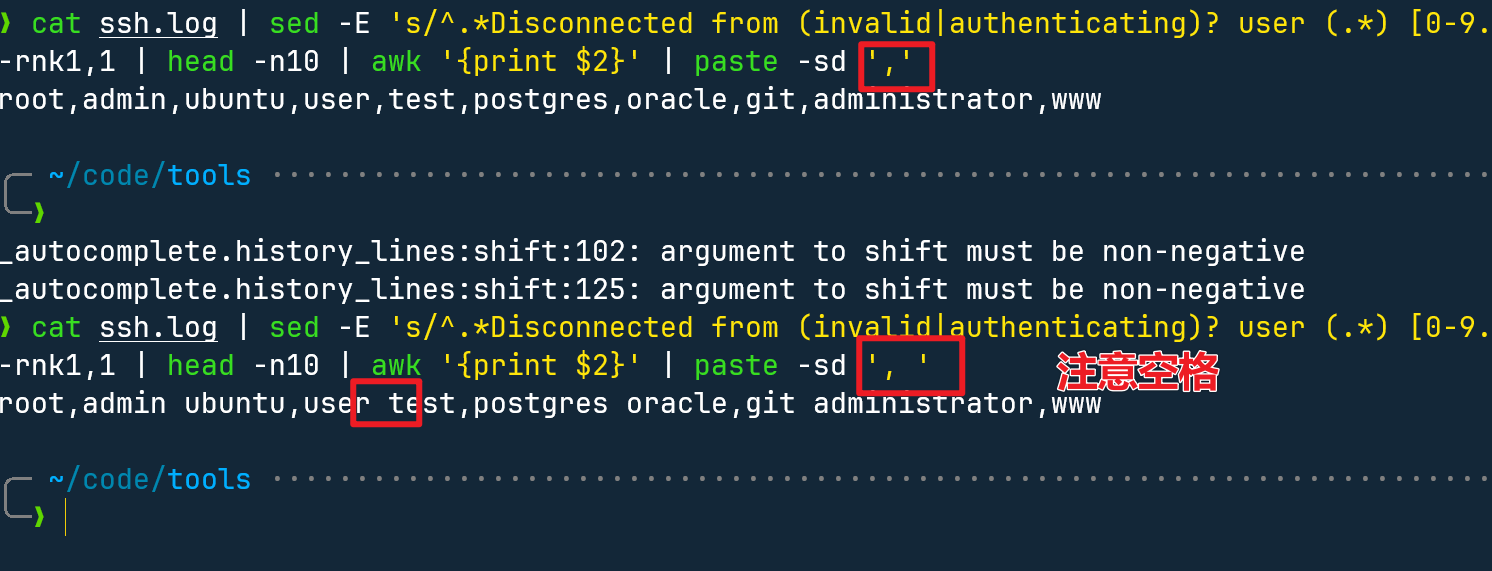 ❯ cat ssh.log | sed -E 's/^.*Disconnected from (invalid|authenticating)? user (.*) [0-9.
-rnk1,1 | head -n10 | awk '{print $2}' | paste -sd ','
root,admin,ubuntu,user,test,postgres,oracle,git,administrator,www
~/code/tools
❯
_autocomplete.history_lines:shift:102: argument to shift must be non-negative
_autocomplete.history_lines:shift:125: argument to shift must be non-negative
❯ cat ssh.log | sed -E 's/^.*Disconnected from (invalid|authenticating)? user (.*) [0-9.
-rnk1,1 | head -n10 | awk '{print $2}' | paste -sd ', '
注意空格
root,admin ubuntu,user test,postgres oracle,git administrator,www
~/code/tools
❯